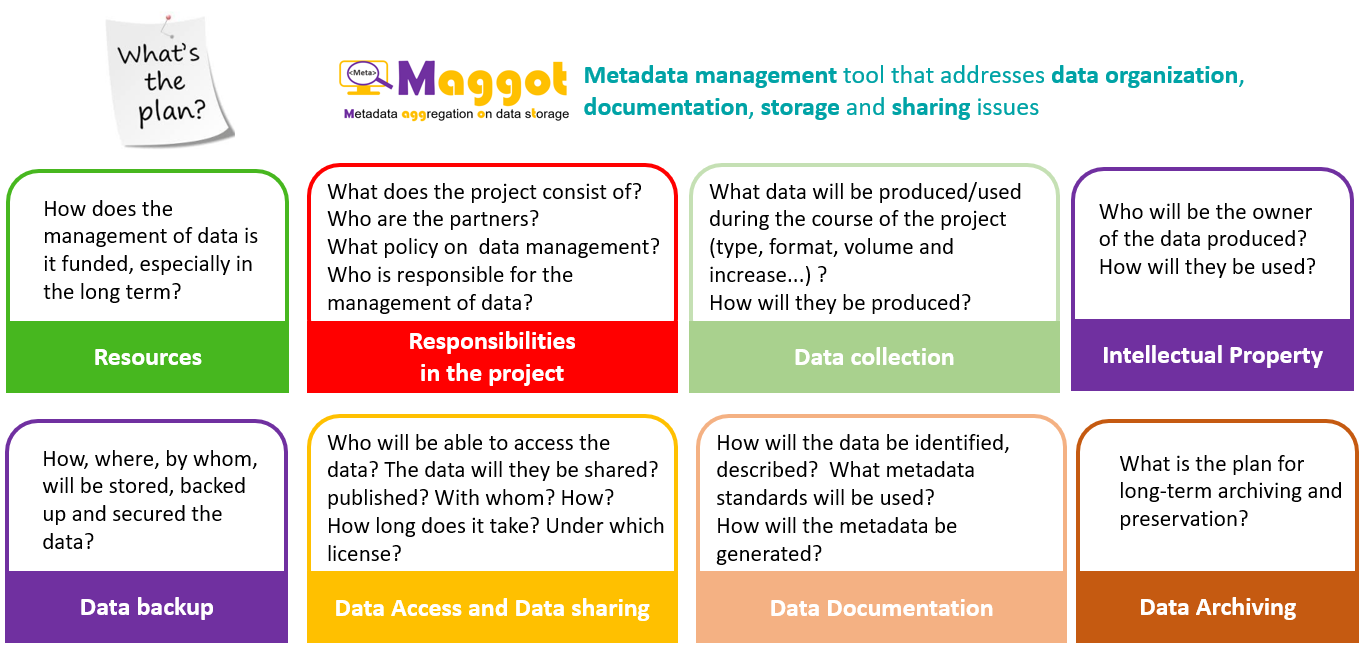 What's
the
plan?
<Meta>
Maggot
Metadata aggregation on data storage
Metadata management tool that addresses data organization,
documentation, storage and sharing issues
How does the
management of data is
it funded, especially in
the long term?
Resources
What does the project consist of?
Who are the partners?
What policy on  data management?
Who is responsible for the
management of data?
Responsibilities
in the project
What data will be produced/used
during the course of the project
(type, format, volume and
increase...) ?
How will they be produced?
Data collection
Who will be the owner
of the data produced?
How will they be used?
Intellectual Property
How, where, by whom,
will be stored, backed
up and secured the
data?
Data backup
Who will be able to access the
data? The data will they be shared?
published? With whom? How?
How long does it take? Under which
license?
Data Access and Data sharing
How will the data be identified,
described?  What metadata
standards will be used?
How will the metadata be
generated?
Data Documentation
What is the plan for
long-term archiving and
preservation?
Data Archiving